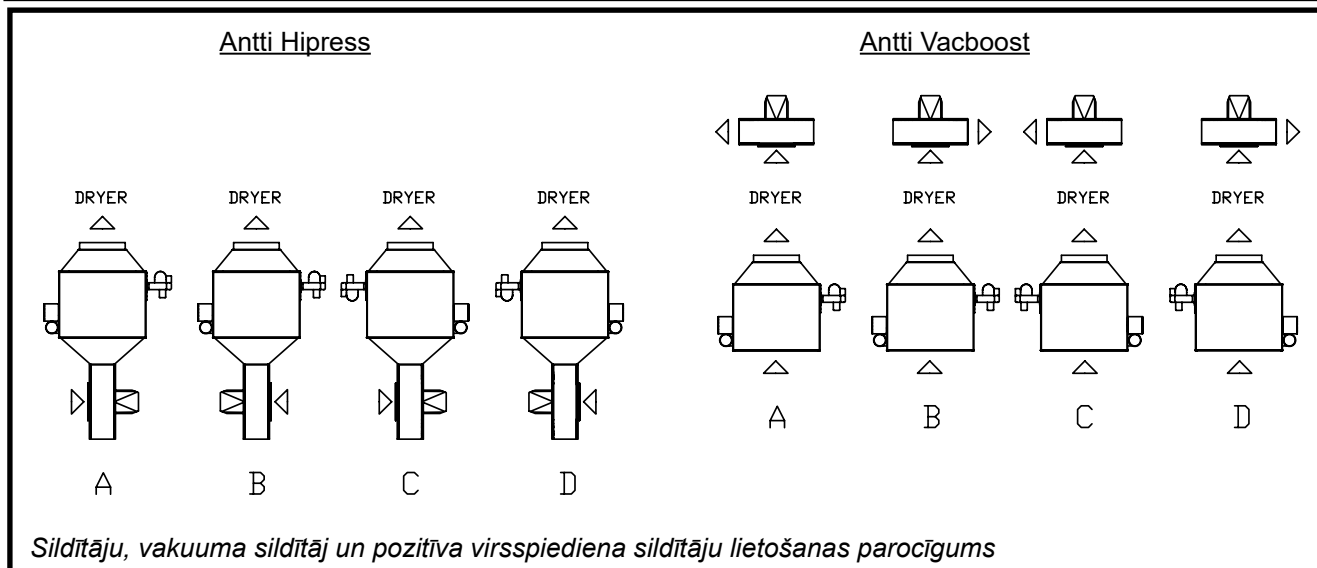 Antti Hipress
Antti Vacboost
DRYER DRYER DRYER DRYER
DRYER DRYER DRYER DRYER
A B C D
A B C D
Sildītāju, vakuuma sildītāj un pozitīva virsspiediena sildītāju lietošanas parocīgums